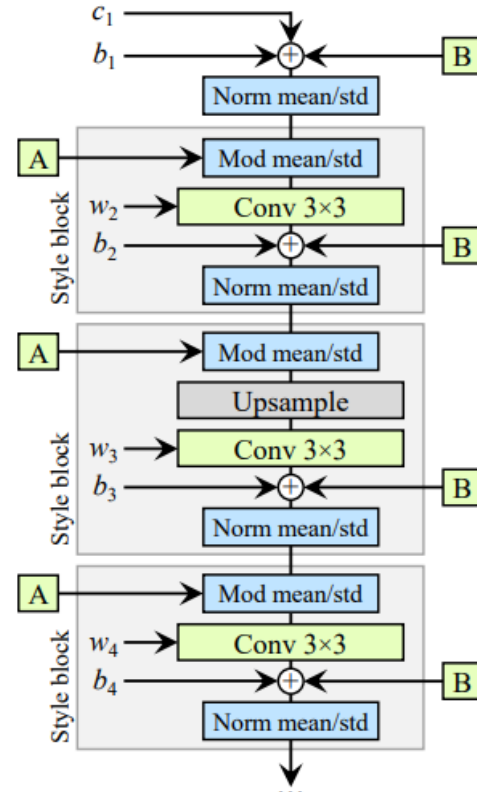 c₁
b₁ + B
Norm mean/std
A Mod mean/std
w₂ Conv 3×3
b₂ + B
Norm mean/std
Style block
A Mod mean/std
Upsample
w₃ Conv 3×3
b₃ + B
Norm mean/std
Style block
A Mod mean/std
w₄ Conv 3×3
b₄ + B
Norm mean/std
Style block
...